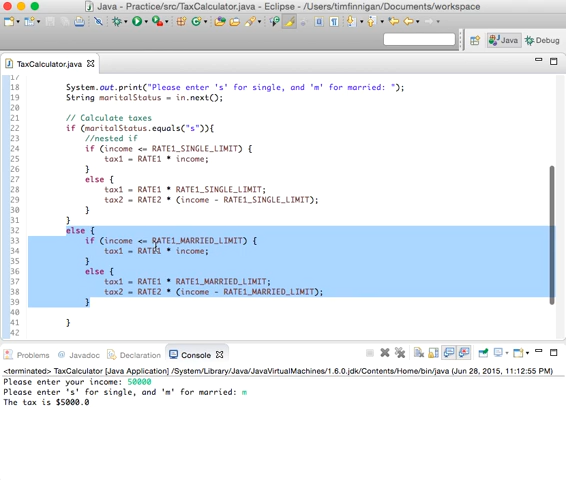 Java - Practice/src/TaxCalculator.java - Eclipse - /Users/timfinnigan/Documents/workspace
Java
Debug
TaxCalculator.java
17
18 System.out.print("Please enter 's' for single, and 'm' for married: ");
19 String maritalStatus = in.next();
20
21 // Calculate taxes
22 if (maritalStatus.equals("s")){
23 //nested if
24 if (income <= RATE1_SINGLE_LIMIT) {
25 tax1 = RATE1 * income;
26 }
27 else {
28 tax1 = RATE1 * RATE1_SINGLE_LIMIT;
29 tax2 = RATE2 * (income - RATE1_SINGLE_LIMIT);
30 }
31 }
32 else {
33 if (income <= RATE1_MARRIED_LIMIT) {
34 tax1 = RATE1 * income;
35 }
36 else {
37 tax1 = RATE1 * RATE1_MARRIED_LIMIT;
38 tax2 = RATE2 * (income - RATE1_MARRIED_LIMIT);
39 }
40
41 }
42
Problems
Javadoc
Declaration
Console
<terminated> TaxCalculator [Java Application] /System/Library/Java/JavaVirtualMachines/1.6.0.jdk/Contents/Home/bin/java (Jun 28, 2015, 11:12:55 PM)
Please enter your income: 50000
Please enter 's' for single, and 'm' for married: m
The tax is $5000.0